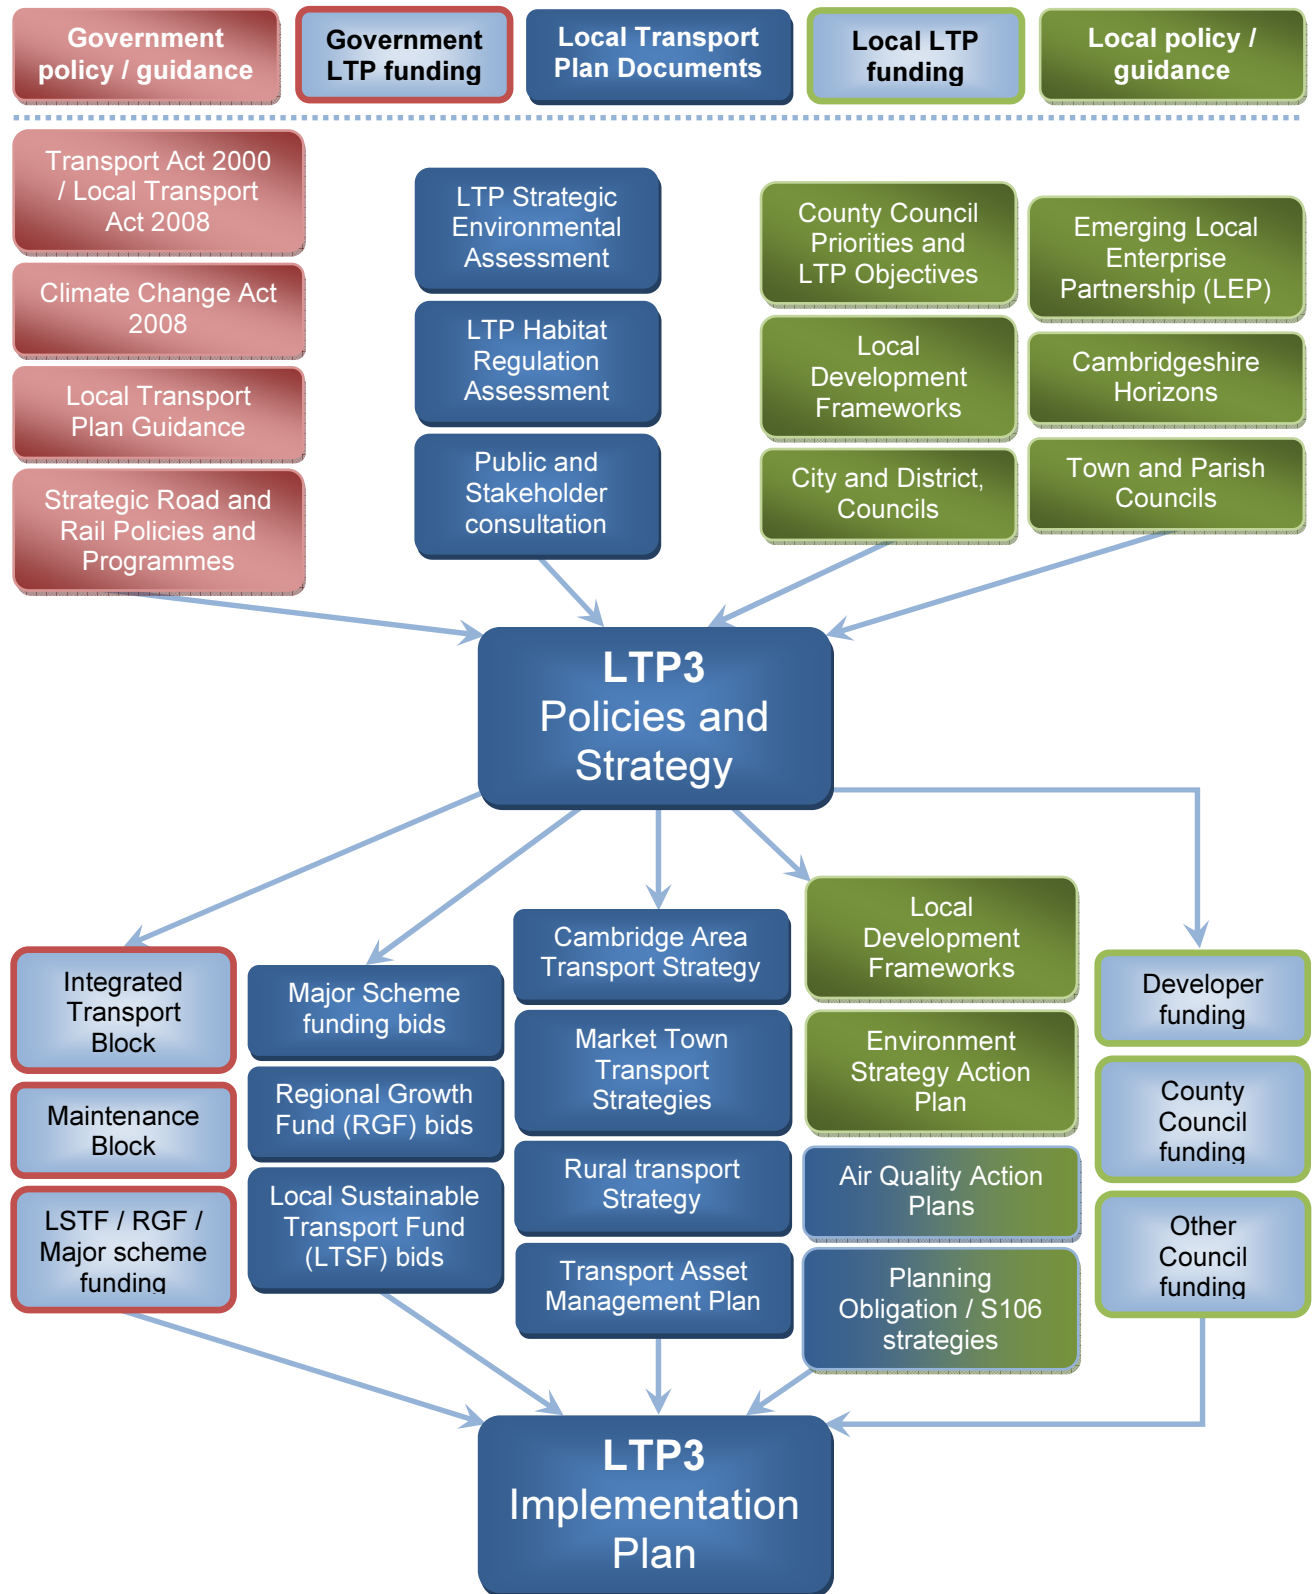 Government
policy / guidance
Government
LTP funding
Local Transport
Plan Documents
Local LTP
funding
Local policy /
guidance
Transport Act 2000
/ Local Transport
Act 2008
Climate Change Act
2008
Local Transport
Plan Guidance
Strategic Road and
Rail Policies and
Programmes
LTP Strategic
Environmental
Assessment
LTP Habitat
Regulation
Assessment
Public and
Stakeholder
consultation
County Council
Priorities and
LTP Objectives
Local
Development
Frameworks
City and District,
Councils
Emerging Local
Enterprise
Partnership (LEP)
Cambridgeshire
Horizons
Town and Parish
Councils
LTP3
Policies and
Strategy
Integrated
Transport
Block
Maintenance
Block
LSTF / RGF /
Major scheme
funding
Major Scheme
funding bids
Regional Growth
Fund (RGF) bids
Local Sustainable
Transport Fund
(LTSF) bids
Cambridge Area
Transport Strategy
Market Town
Transport
Strategies
Rural transport
Strategy
Transport Asset
Management Plan
Local
Development
Frameworks
Environment
Strategy Action
Plan
Air Quality Action
Plans
Planning
Obligation / S106
strategies
Developer
funding
County
Council
funding
Other
Council
funding
LTP3
Implementation
Plan